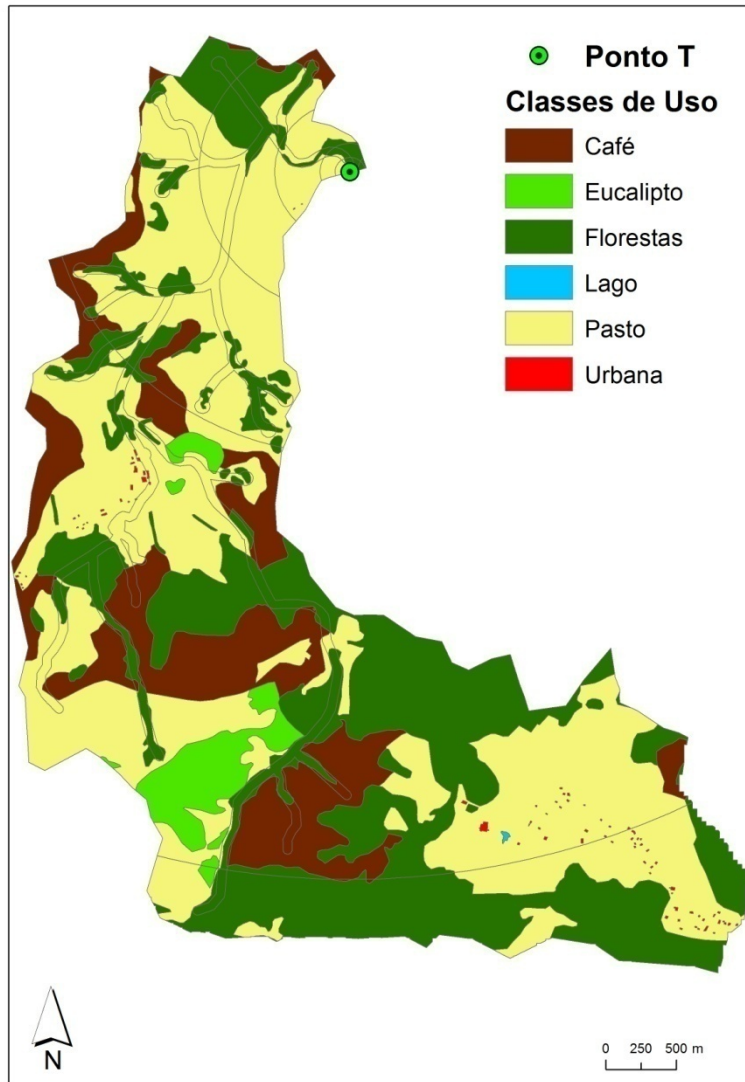 Ponto T
Classes de Uso
Café
Eucalipto
Florestas
Lago
Pasto
Urbana
N
0 250 500 m